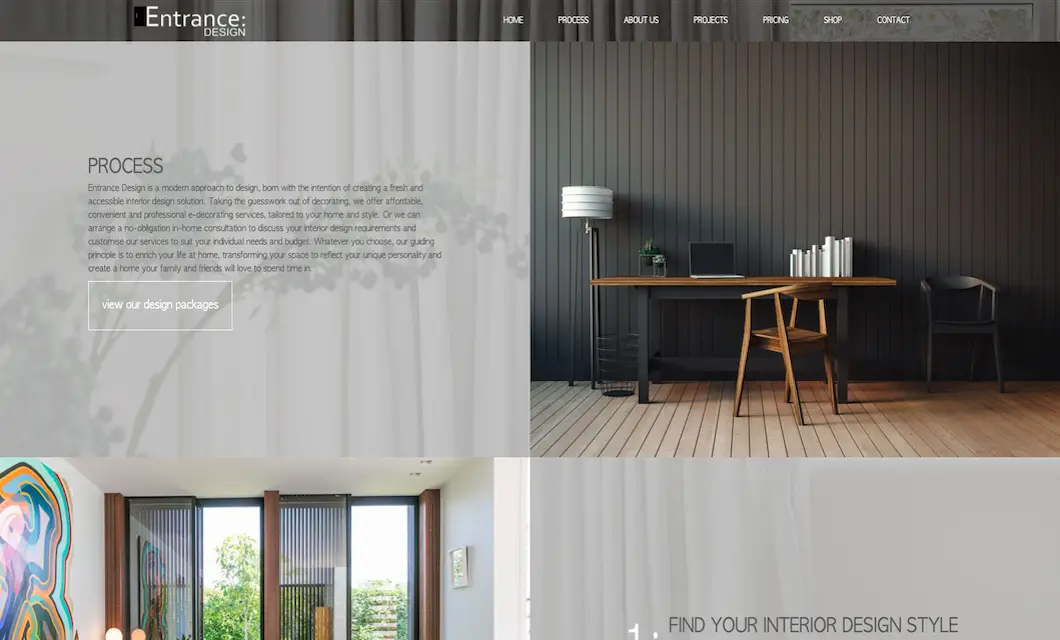 Entrance:
DESIGN
HOME PROCESS ABOUT US PROJECTS PRICING SHOP CONTACT
PROCESS
Entrance Design is a modern approach to design, born with the intention of creating a fresh and
accessible interior design solution. Taking the guesswork out of decorating, we offer affordable,
convenient and professional e-decorating services, tailored to your home and style. Or we can
arrange a no-obligation in-home consultation to discuss your interior design requirements and
customise our services to suit your individual needs and budget. Whatever you choose, our guiding
principle is to enrich your life at home, transforming your space to reflect your unique personality and
create a home your family and friends will love to spend time in.
view our design packages
FIND YOUR INTERIOR DESIGN STYLE